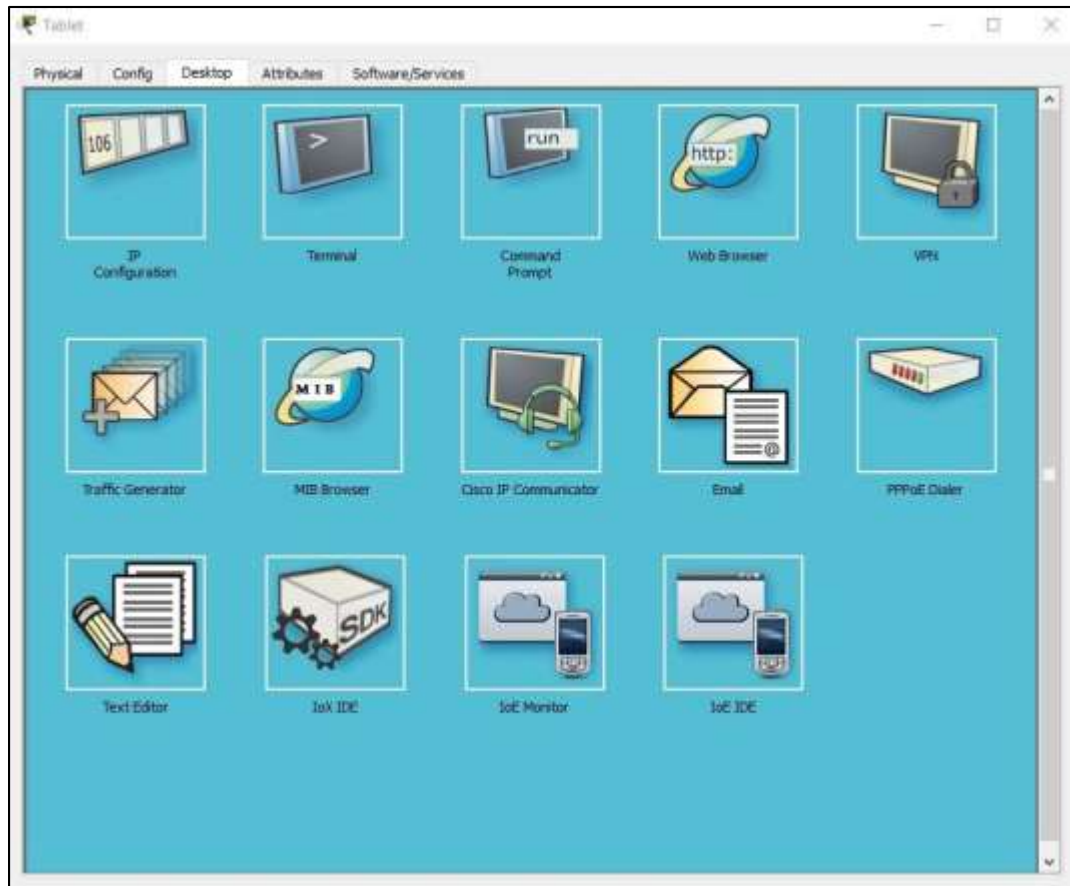 Tablet
Physical Config Desktop Attributes Software/Services
106
>
run
http:
IP
Configuration
Terminal
Command
Prompt
Web Browser
VPN
MIB
Traffic Generator
MIB Browser
Cisco IP Communicator
Email
PPPoE Dialer
@
SDK
Text Editor
IoX IDE
IoE Monitor
IoE IDE